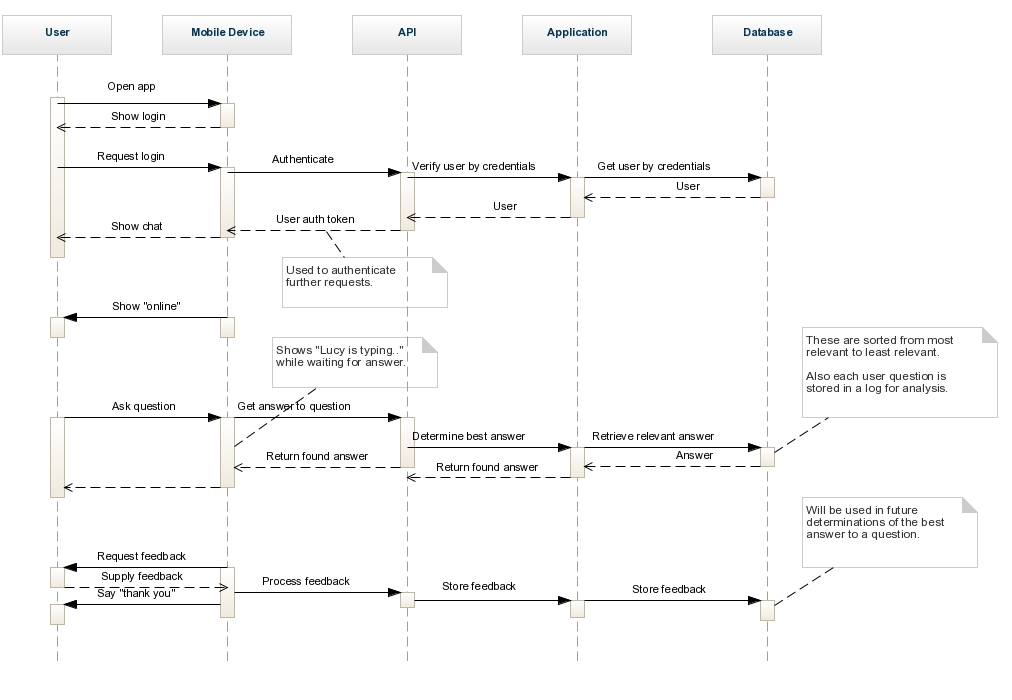 User
Mobile Device
API
Application
Database
Open app
Show login
Request login
Authenticate
Verify user by credentials
Get user by credentials
User
User
User auth token
Show chat
Used to authenticate
further requests.
Show "online"
Shows "Lucy is typing.."
while waiting for answer.
These are sorted from most
relevant to least relevant.
Also each user question is
stored in a log for analysis.
Ask question
Get answer to question
Determine best answer
Retrieve relevant answer
Answer
Return found answer
Return found answer
Will be used in future
determinations of the best
answer to a question.
Request feedback
Supply feedback
Say "thank you"
Process feedback
Store feedback
Store feedback